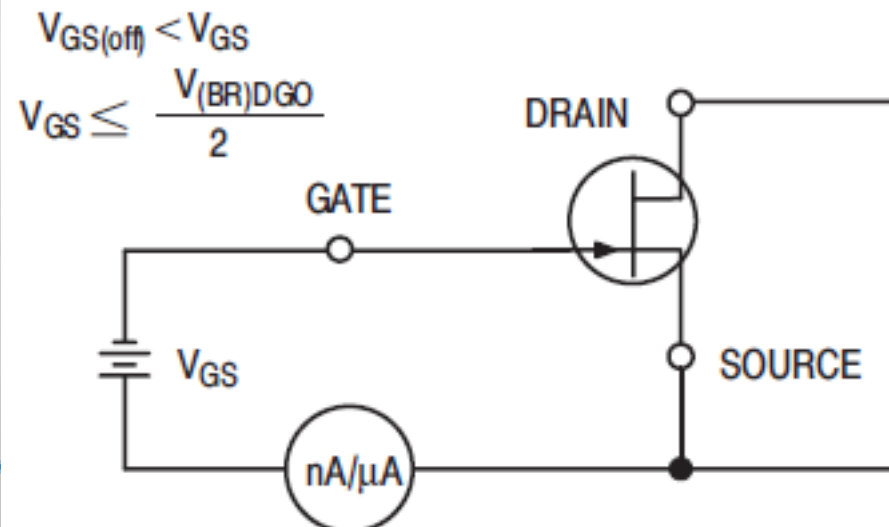 VGS(off) < VGS
VGS ≤ V(BR)DGO
2
DRAIN
GATE
VGS
SOURCE
nA/μA